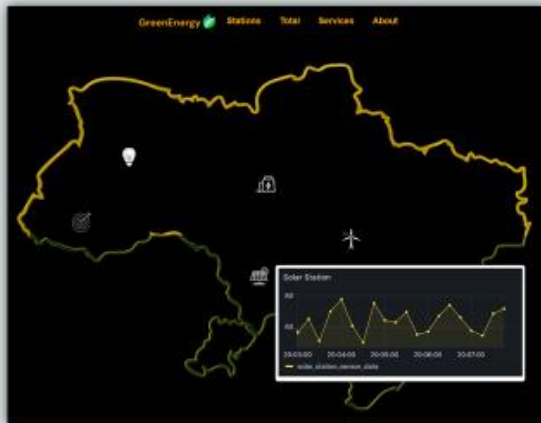 GreenEnergy Stations Total Services About
Solar Station
20:03:00 20:04:00 20:05:00 20:06:00 20:07:00
solar_station_sensor_data